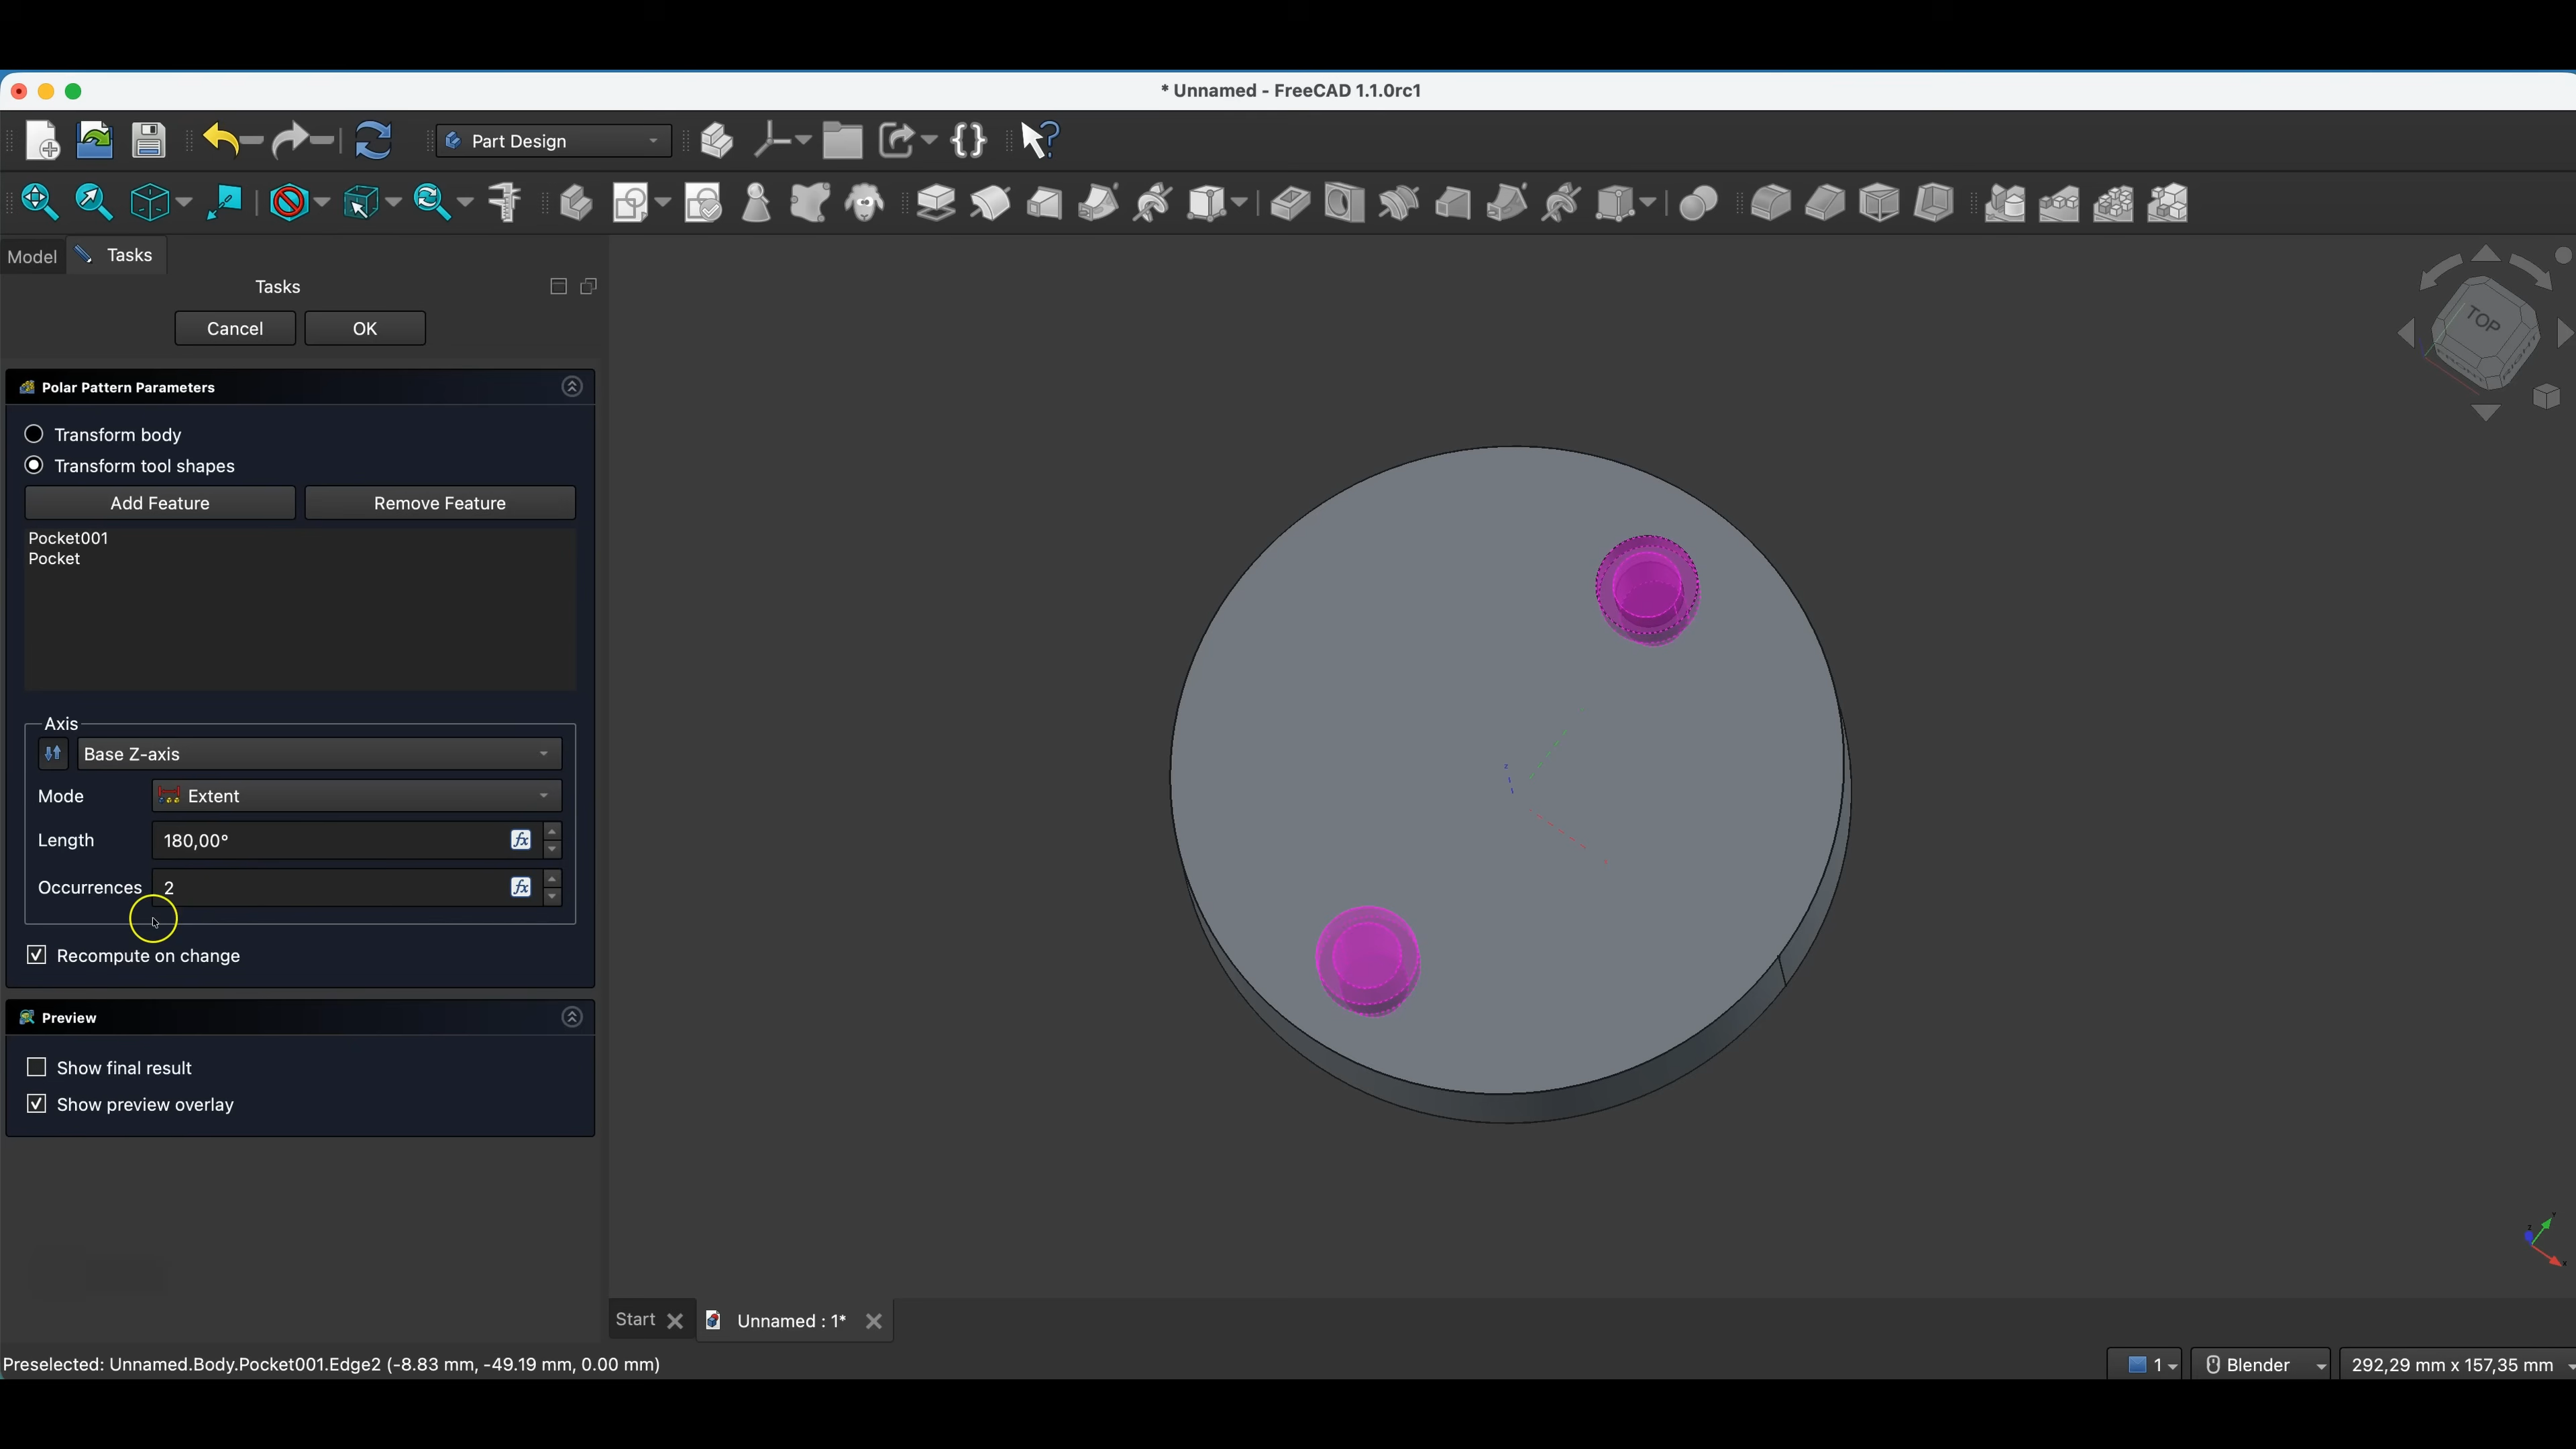 * Unnamed - FreeCAD 1.1.0rc1
Part Design
Model
Tasks
Tasks
Cancel
OK
Polar Pattern Parameters
Transform body
Transform tool shapes
Add Feature
Remove Feature
Pocket001
Pocket
Axis
Base Z-axis
Mode
Extent
Length
180,00°
Occurrences
2
Recompute on change
Preview
Show final result
Show preview overlay
TOP
z
Start
Unnamed : 1*
Preselected: Unnamed.Body.Pocket001.Edge2 (-8.83 mm, -49.19 mm, 0.00 mm)
1
Blender
292,29 mm x 157,35 mm